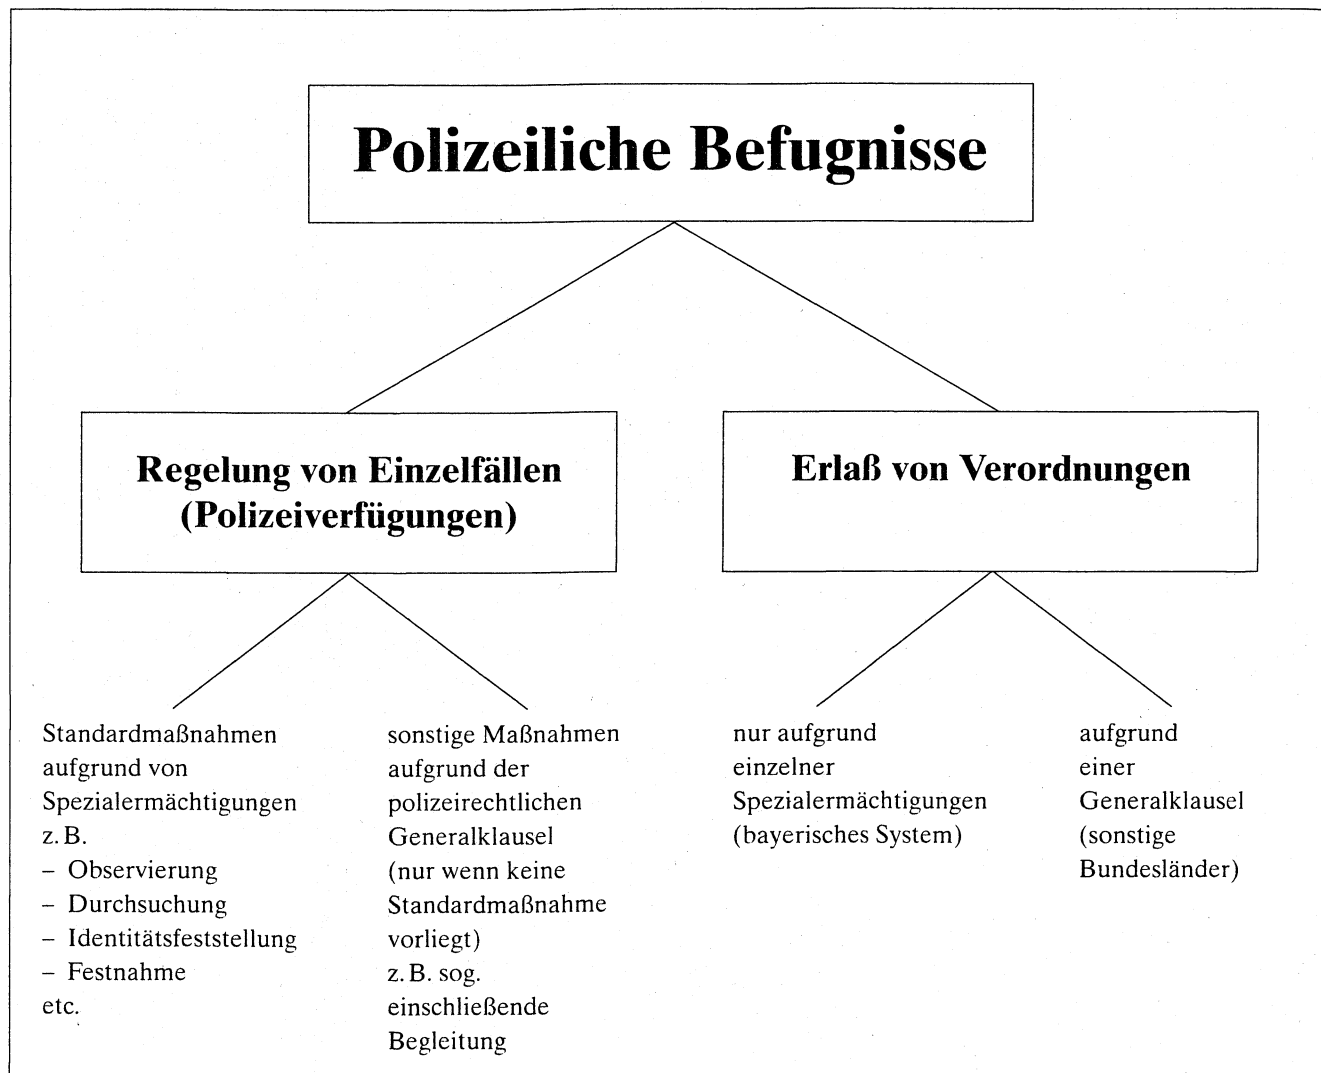 Polizeiliche Befugnisse
Regelung von Einzelfällen
(Polizeiverfügungen)
Erlaß von Verordnungen
Standardmaßnahmen
aufgrund von
Spezialermächtigungen
z. B.
– Observierung
– Durchsuchung
– Identitätsfeststellung
– Festnahme
etc.
sonstige Maßnahmen
aufgrund der
polizeirechtlichen
Generalklausel
(nur wenn keine
Standardmaßnahme
vorliegt)
z. B. sog.
einschließende
Begleitung
nur aufgrund
einzelner
Spezialermächtigungen
(bayerisches System)
aufgrund
einer
Generalklausel
(sonstige
Bundesländer)